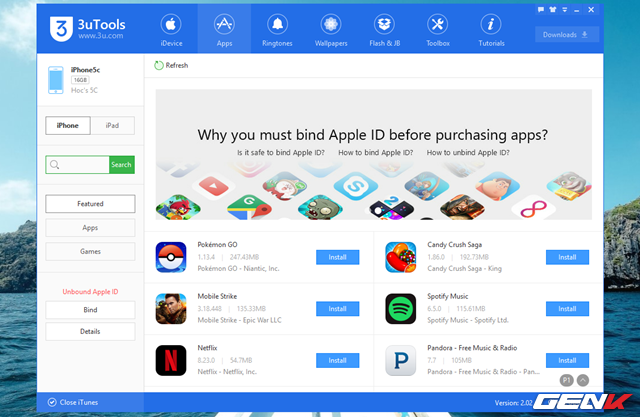 3uTools
www.3u.com
iDevice
Apps
Ringtones
Wallpapers
Flash & JB
Toolbox
Tutorials
Downloads
iPhone5c
16GB
Hoc's 5C
iPhone
iPad
Search
Featured
Apps
Games
Unbound Apple ID
Bind
Details
Refresh
Why you must bind Apple ID before purchasing apps?
Is it safe to bind Apple ID? How to bind Apple ID? How to unbind Apple ID?
Pokémon GO
1.13.4 | 247.43MB
Pokémon GO - Niantic, Inc.
Install
Candy Crush Saga
1.86.0 | 192.73MB
Candy Crush Saga - King
Install
Mobile Strike
3.18.448 | 135.33MB
Mobile Strike - Epic War LLC
Install
Spotify Music
6.5.0 | 115.61MB
Spotify Music - Spotify Ltd.
Install
Netflix
8.23.0 | 54.7MB
Netflix - Netflix, Inc.
Install
Pandora - Free Music & Radio
7.7 | 105MB
Pandora - Free Music & Radio - Pan...
Install
P1
Close iTunes
Version: 2.02
GENK